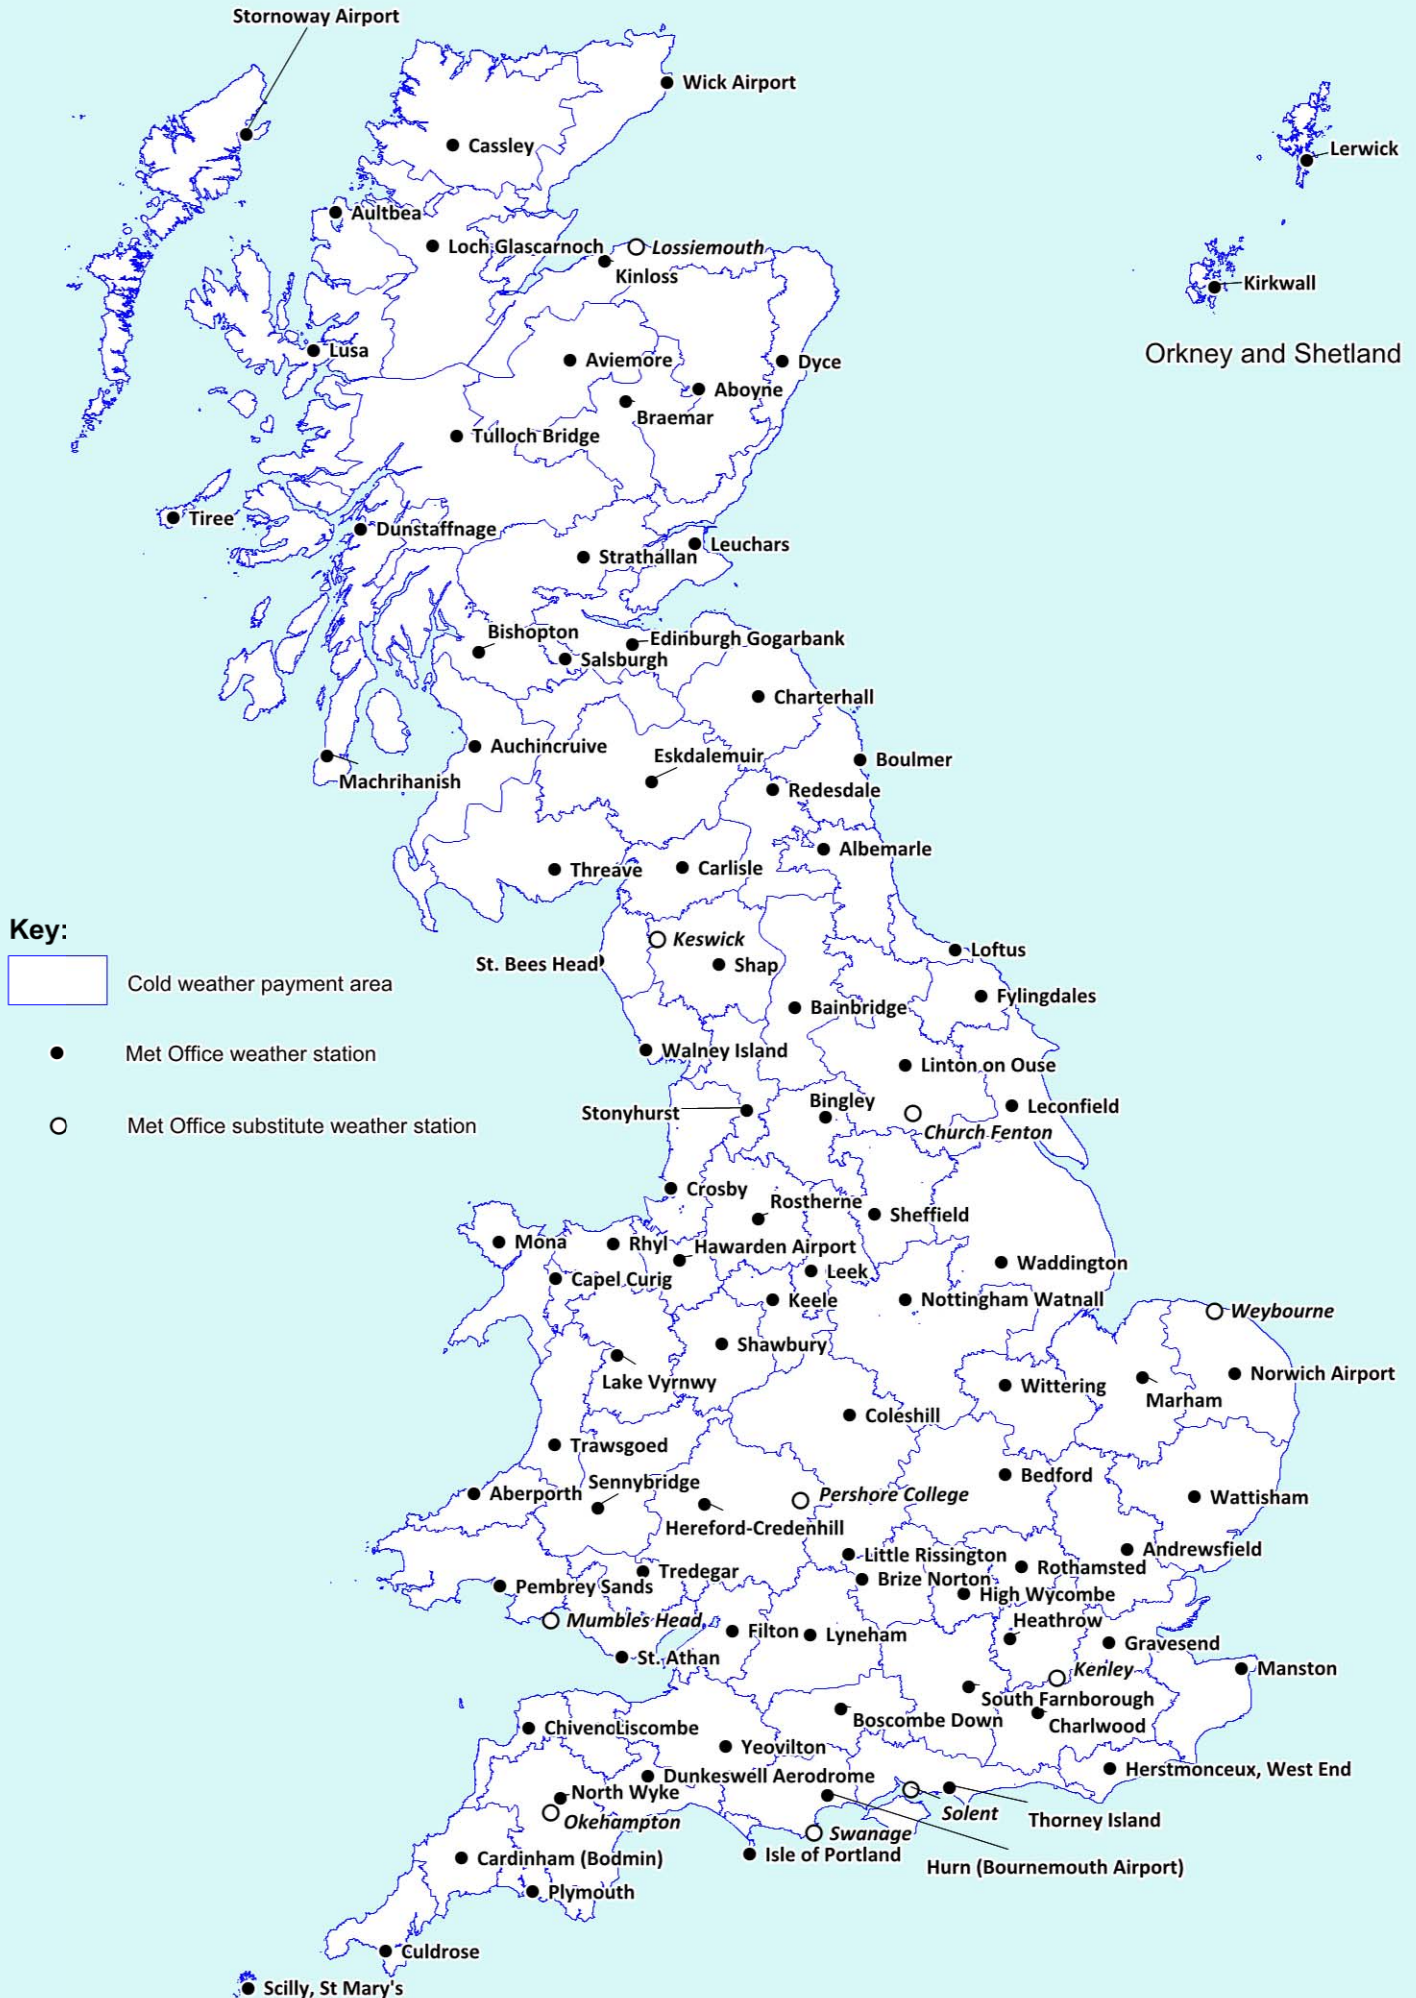 Stornoway Airport
Wick Airport
Cassley
Lerwick
Aultbea
Loch Glascarnoch
Lossiemouth
Kinloss
Kirkwall
Orkney and Shetland
Lusa
Aviemore
Dyce
Aboyne
Braemar
Tulloch Bridge
Tiree
Dunstaffnage
Leuchars
Strathallan
Bishopton
Edinburgh Gogarbank
Salsburgh
Charterhall
Auchincruive
Eskdalemuir
Boulmer
Machrihanish
Redesdale
Albemarle
Threave
Carlisle
Key:
Cold weather payment area
Met Office weather station
Met Office substitute weather station
Keswick
Loftus
St. Bees Head
Shap
Fylingdales
Bainbridge
Walney Island
Linton on Ouse
Stonyhurst
Bingley
Leconfield
Church Fenton
Crosby
Rostherne
Sheffield
Mona
Rhyl
Hawarden Airport
Waddington
Capel Curig
Leek
Keele
Nottingham Watnall
Weybourne
Shawbury
Lake Vyrnwy
Wittering
Norwich Airport
Marham
Coleshill
Trawsgoed
Sennybridge
Bedford
Aberporth
Pershore College
Wattisham
Hereford-Credenhill
Little Rissington
Andrewsfield
Tredegar
Rothamsted
Pembrey Sands
Brize Norton
High Wycombe
Mumbles Head
Heathrow
Filton
Lyneham
Gravesend
St. Athan
Kenley
Manston
South Farnborough
Boscombe Down
Charlwood
Chiveno
Liscombe
Yeovilton
Dunkeswell Aerodrome
Herstmonceux, West End
North Wyke
Okehampton
Solent
Thorney Island
Swanage
Isle of Portland
Hurn (Bournemouth Airport)
Cardinham (Bodmin)
Plymouth
Culdrose
Scilly, St Mary's